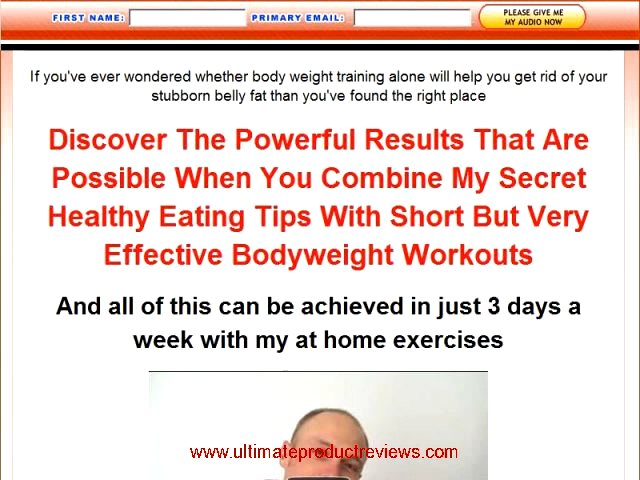 FIRST NAME: PRIMARY EMAIL: PLEASE GIVE ME
MY AUDIO NOW
If you've ever wondered whether body weight training alone will help you get rid of your
stubborn belly fat than you've found the right place
Discover The Powerful Results That Are
Possible When You Combine My Secret
Healthy Eating Tips With Short But Very
Effective Bodyweight Workouts
And all of this can be achieved in just 3 days a
week with my at home exercises
www.ultimateproductreviews.com